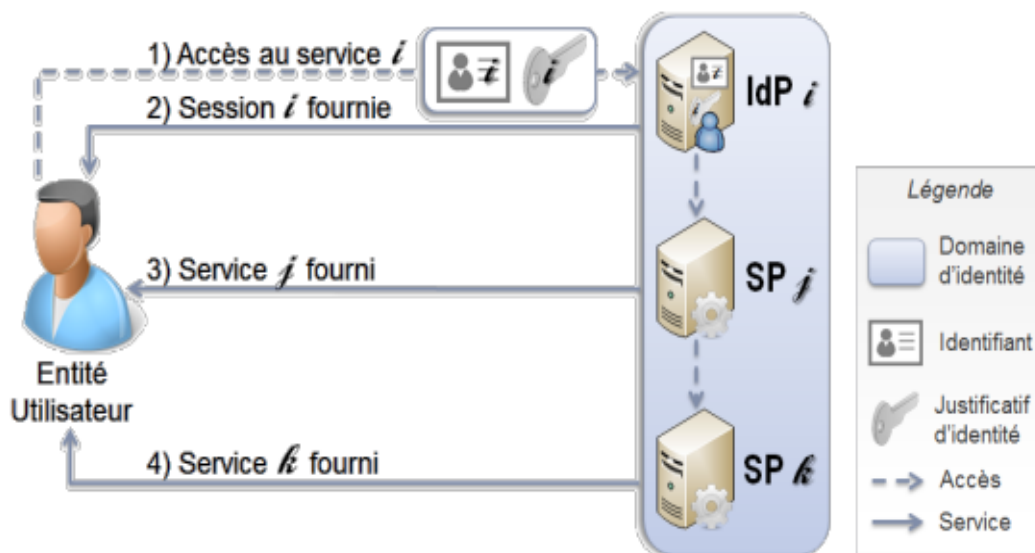 1) Accès au service i
i
i
2) Session i fournie
i
i
IdP i
3) Service j fourni
SP j
Entité
Utilisateur
4) Service k fourni
SP k
Légende
Domaine
d'identité
Identifiant
Justificatif
d'identité
Accès
Service